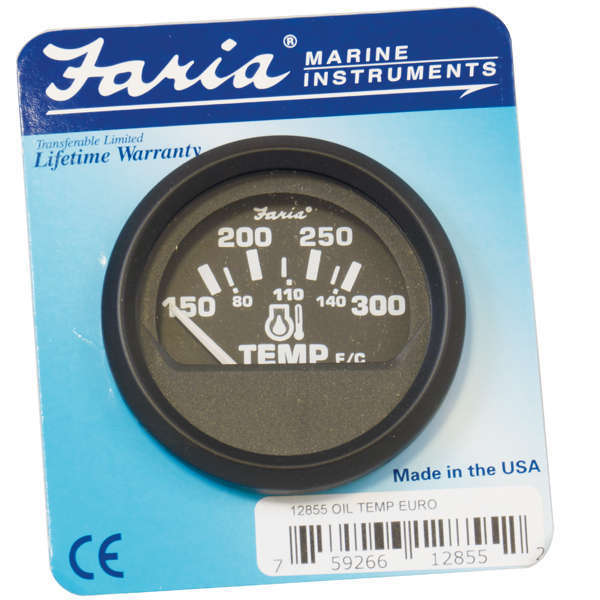 Faria® MARINE
INSTRUMENTS
Transferable Limited
Lifetime Warranty
Faria®
200 250
150 80 110 140 300
TEMP F/C
Made in the USA
12855 OIL TEMP EURO
CE
7 59266 12855 2